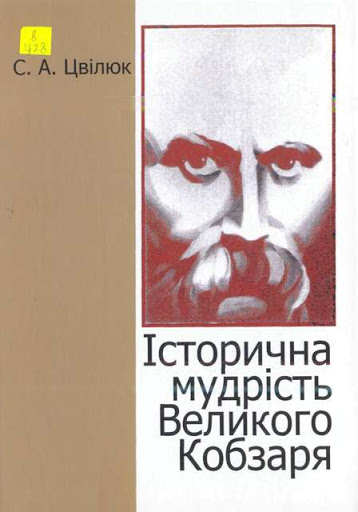 С. А. Цвілюк
Історична
мудрість
Великого
Кобзаря